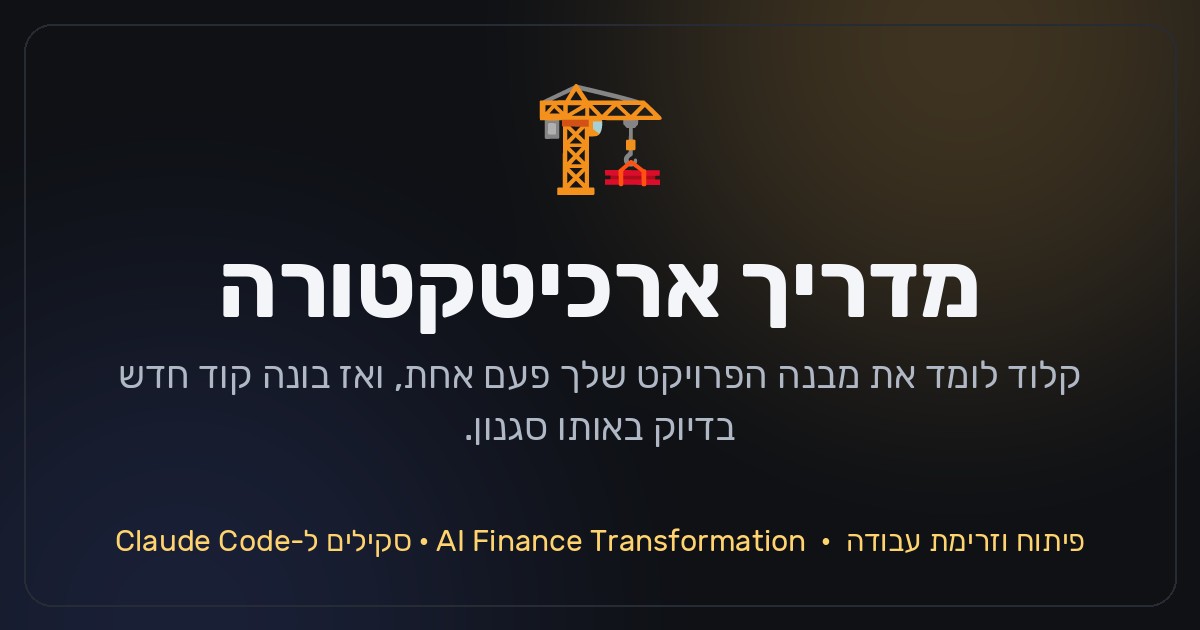 מדריך ארכיטקטורה
קלוד לומד את מבנה הפרויקט שלך פעם אחת, ואז בונה קוד חדש
בדיוק באותו סגנון.
פיתוח וזרימת עבודה • AI Finance Transformation • סקילים ל-Claude Code